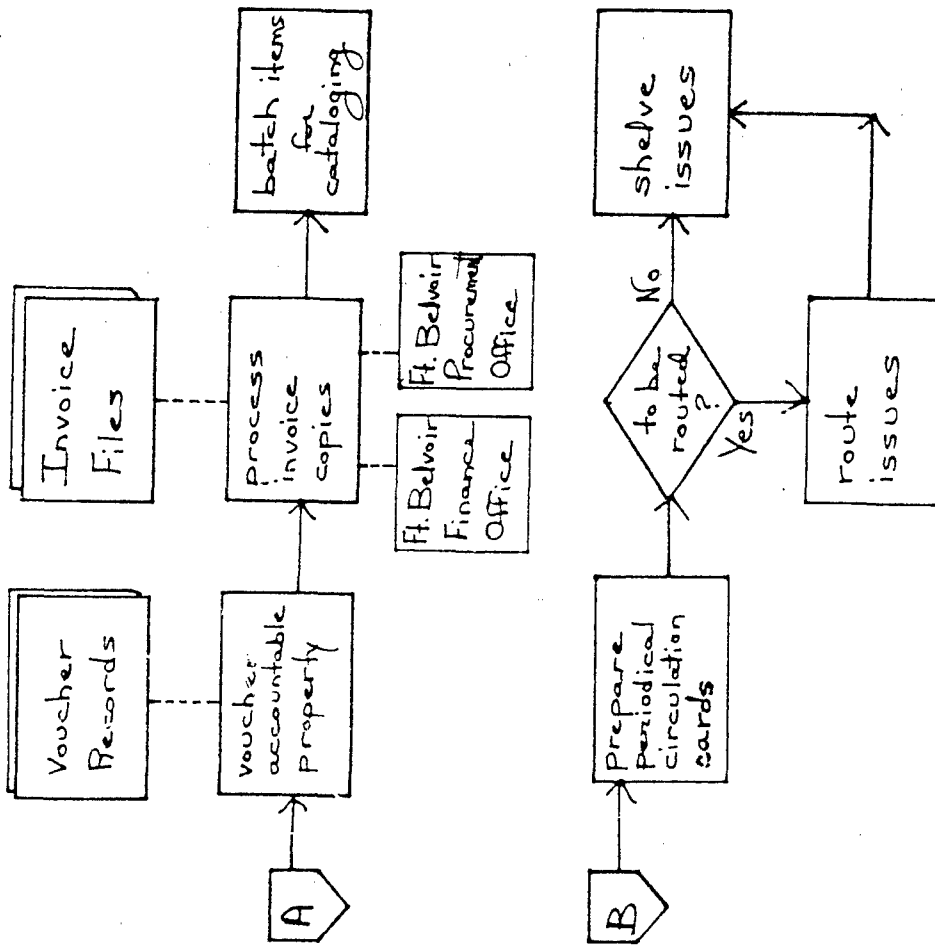 Voucher
Records
Invoice
Files
A
Voucher
accountable
property
Process
invoice
copies
batch items
for
cataloging
Ft. Belvoir
Finance
Office
Ft. Belvoir
Procurement
Office
B
Prepare
periodical
circulation
cards
to be
routed
?
No
Yes
shelve
issues
route
issues